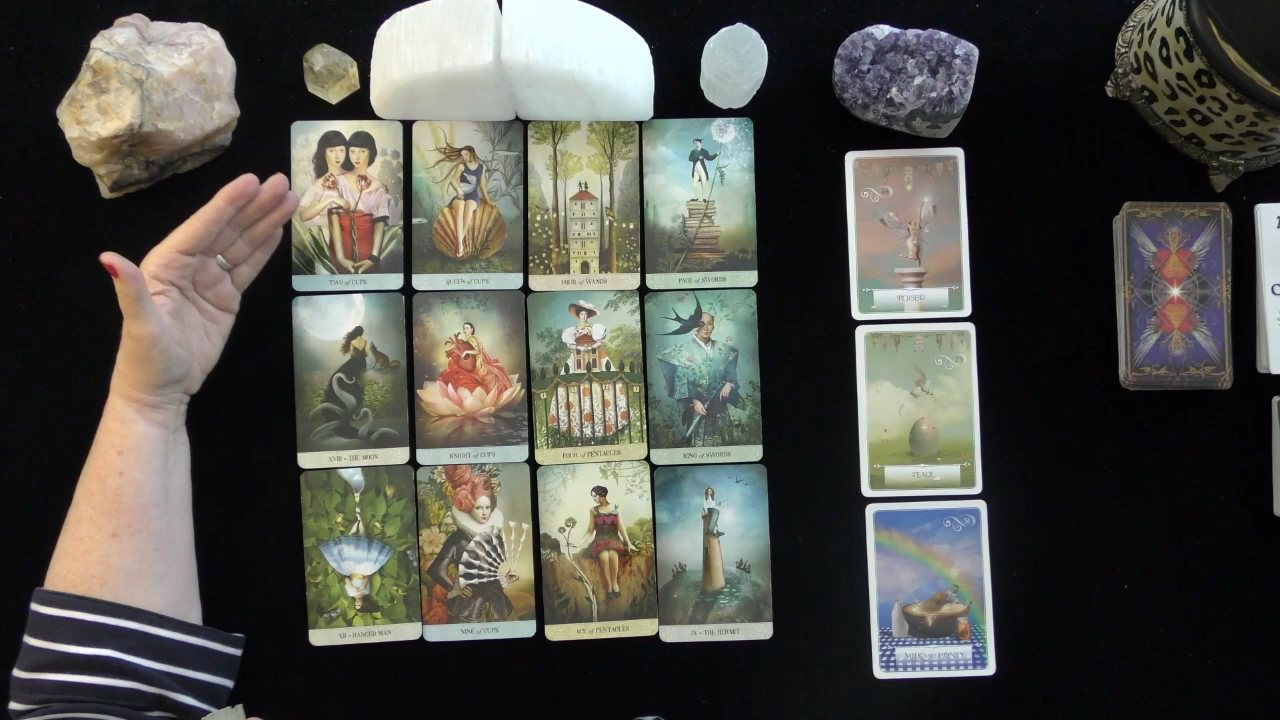 TWO of CUPS
QUEEN of CUPS
FOUR of WANDS
PAGE of SWORDS
XVIII • THE MOON
KNIGHT of CUPS
FOUR of PENTACLES
KING of SWORDS
XII • HANGED MAN
NINE of CUPS
ACE of PENTACLES
IX • THE HERMIT
POISED
PEACE
MILK AND HONEY